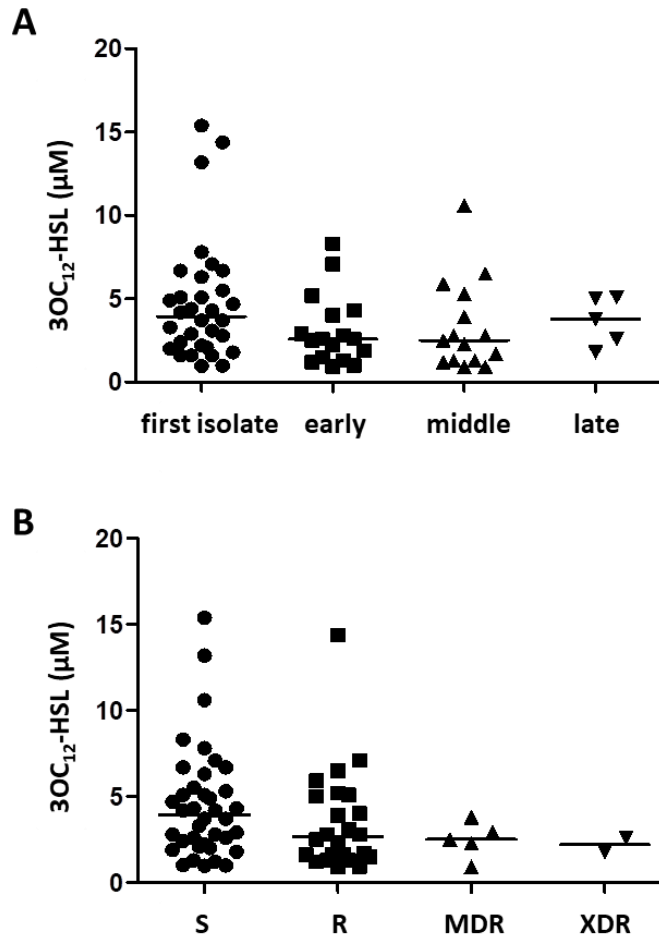 A
20
15
10
5
0
3OC₁₂-HSL (μM)
first isolate early middle late
B
20
15
10
5
0
3OC₁₂-HSL (μM)
S R MDR XDR